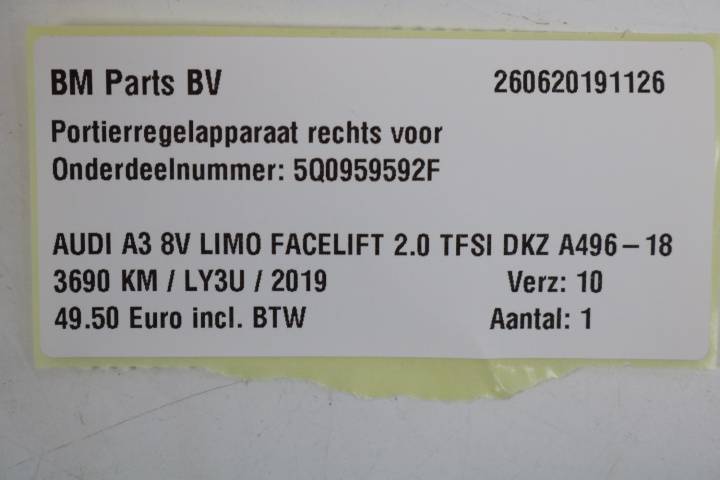 BM Parts BV 260620191126
Portierregelapparaat rechts voor
Onderdeelnummer: 5Q0959592F
AUDI A3 8V LIMO FACELIFT 2.0 TFSI DKZ A496-18
3690 KM / LY3U / 2019 Verz: 10
49.50 Euro incl. BTW Aantal: 1